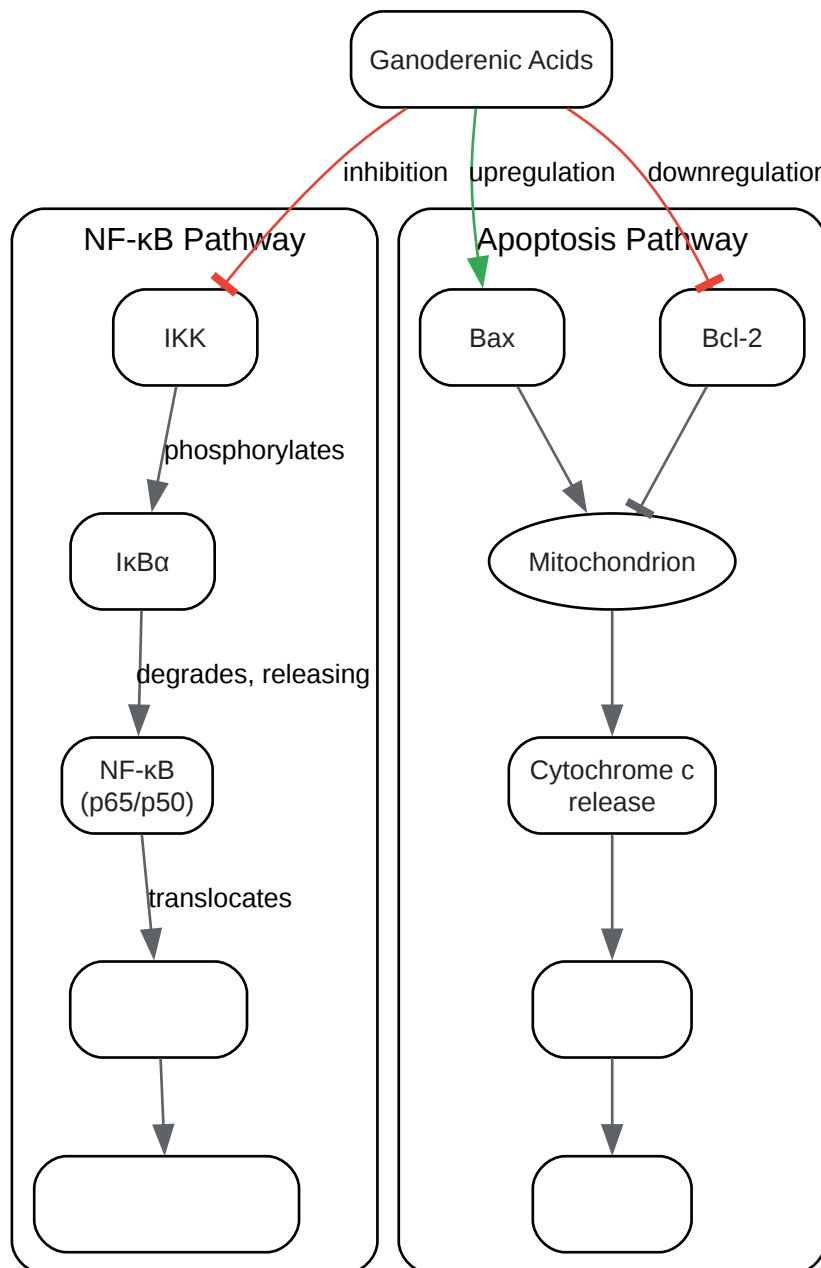 Ganoderenic Acids
inhibition
upregulation
downregulation
NF-κB Pathway
Apoptosis Pathway
IKK
Bax
Bcl-2
phosphorylates
IκBα
Mitochondrion
degrades, releasing
NF-κB
(p65/p50)
Cytochrome c
release
translocates